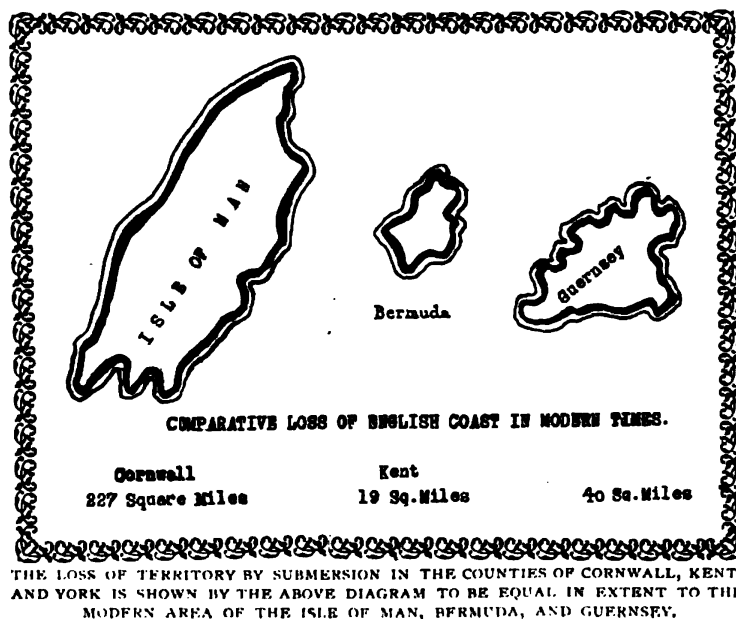 ISLE OF MAN
Bermuda
Guernsey
COMPARATIVE LOSS OF ENGLISH COAST IN MODERN TIMES.
Cornwall Kent
227 Square Miles 19 Sq.Miles 40 Sq.Miles
THE LOSS OF TERRITORY BY SUBMERSION IN THE COUNTIES OF CORNWALL, KENT
AND YORK IS SHOWN BY THE ABOVE DIAGRAM TO BE EQUAL IN EXTENT TO THE
MODERN AREA OF THE ISLE OF MAN, BERMUDA, AND GUERNSEY.